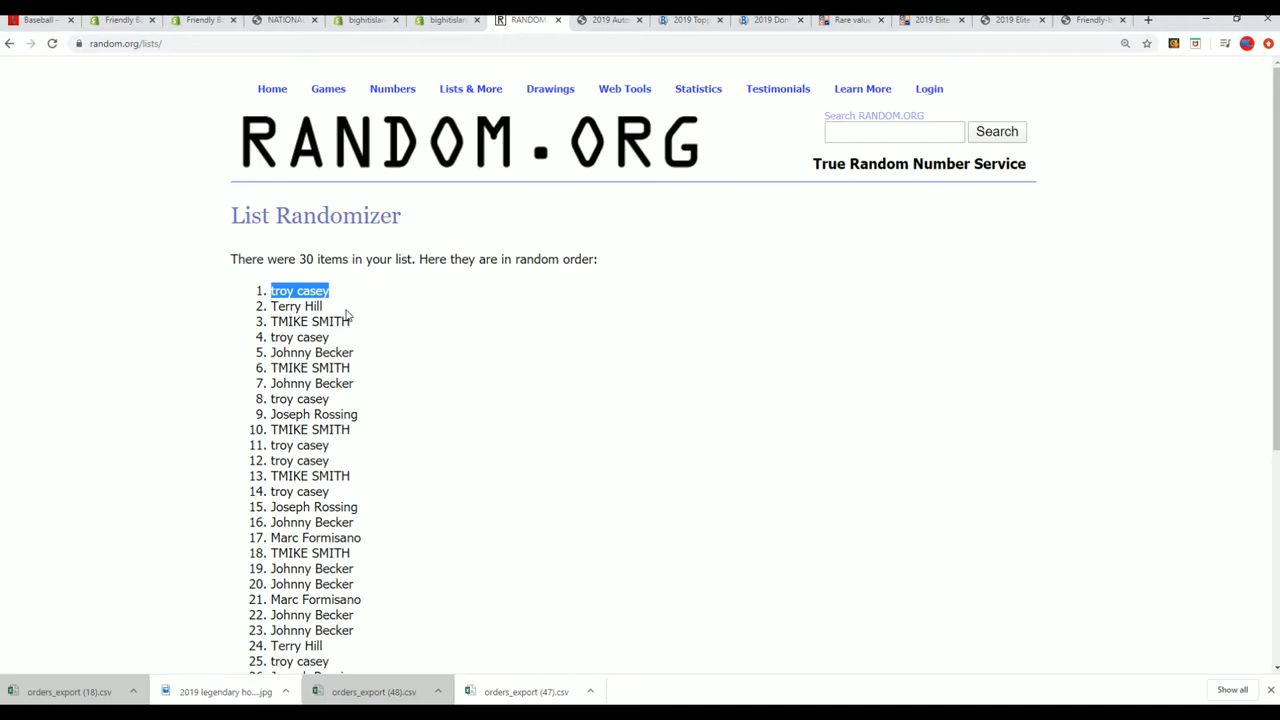 Baseball –
Friendly Bo
Friendly B
NATIONAL
bighitislan
bighitislan
RANDOM.
2019 Auto
2019 Topp
2019 Don
Rare value
2019 Elite
2019 Elite
Friendly-b
random.org/lists/
Home Games Numbers Lists & More Drawings Web Tools Statistics Testimonials Learn More Login
Search RANDOM.ORG
RANDOM.ORG
Search
True Random Number Service
List Randomizer
There were 30 items in your list. Here they are in random order:
1. troy casey
2. Terry Hill
3. TMIKE SMITH
4. troy casey
5. Johnny Becker
6. TMIKE SMITH
7. Johnny Becker
8. troy casey
9. Joseph Rossing
10. TMIKE SMITH
11. troy casey
12. troy casey
13. TMIKE SMITH
14. troy casey
15. Joseph Rossing
16. Johnny Becker
17. Marc Formisano
18. TMIKE SMITH
19. Johnny Becker
20. Johnny Becker
21. Marc Formisano
22. Johnny Becker
23. Johnny Becker
24. Terry Hill
25. troy casey
orders_export (18).csv
2019 legendary ho....jpg
orders_export (48).csv
orders_export (47).csv
Show all